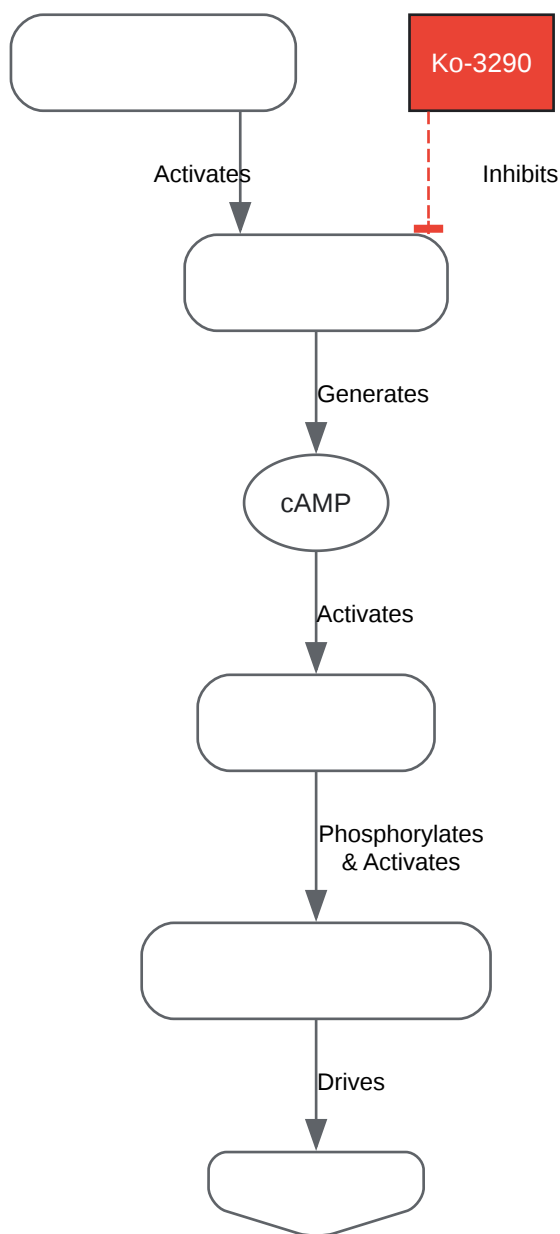 Ko-3290
Activates
Inhibits
Generates
cAMP
Activates
Phosphorylates
& Activates
Drives